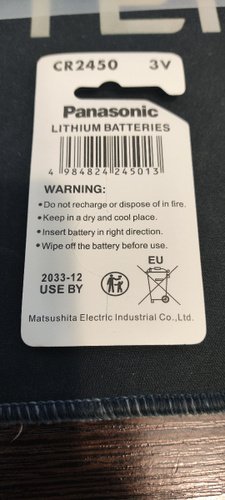 CR2450 3V
Panasonic
LITHIUM BATTERIES
4 984824 245013
WARNING:
• Do not recharge or dispose of in fire.
• Keep in a dry and cool place.
• Insert battery in right direction.
• Wipe off the battery before use.
EU
2033-12
USE BY
Matsushita Electric Industrial Co.,Ltd.